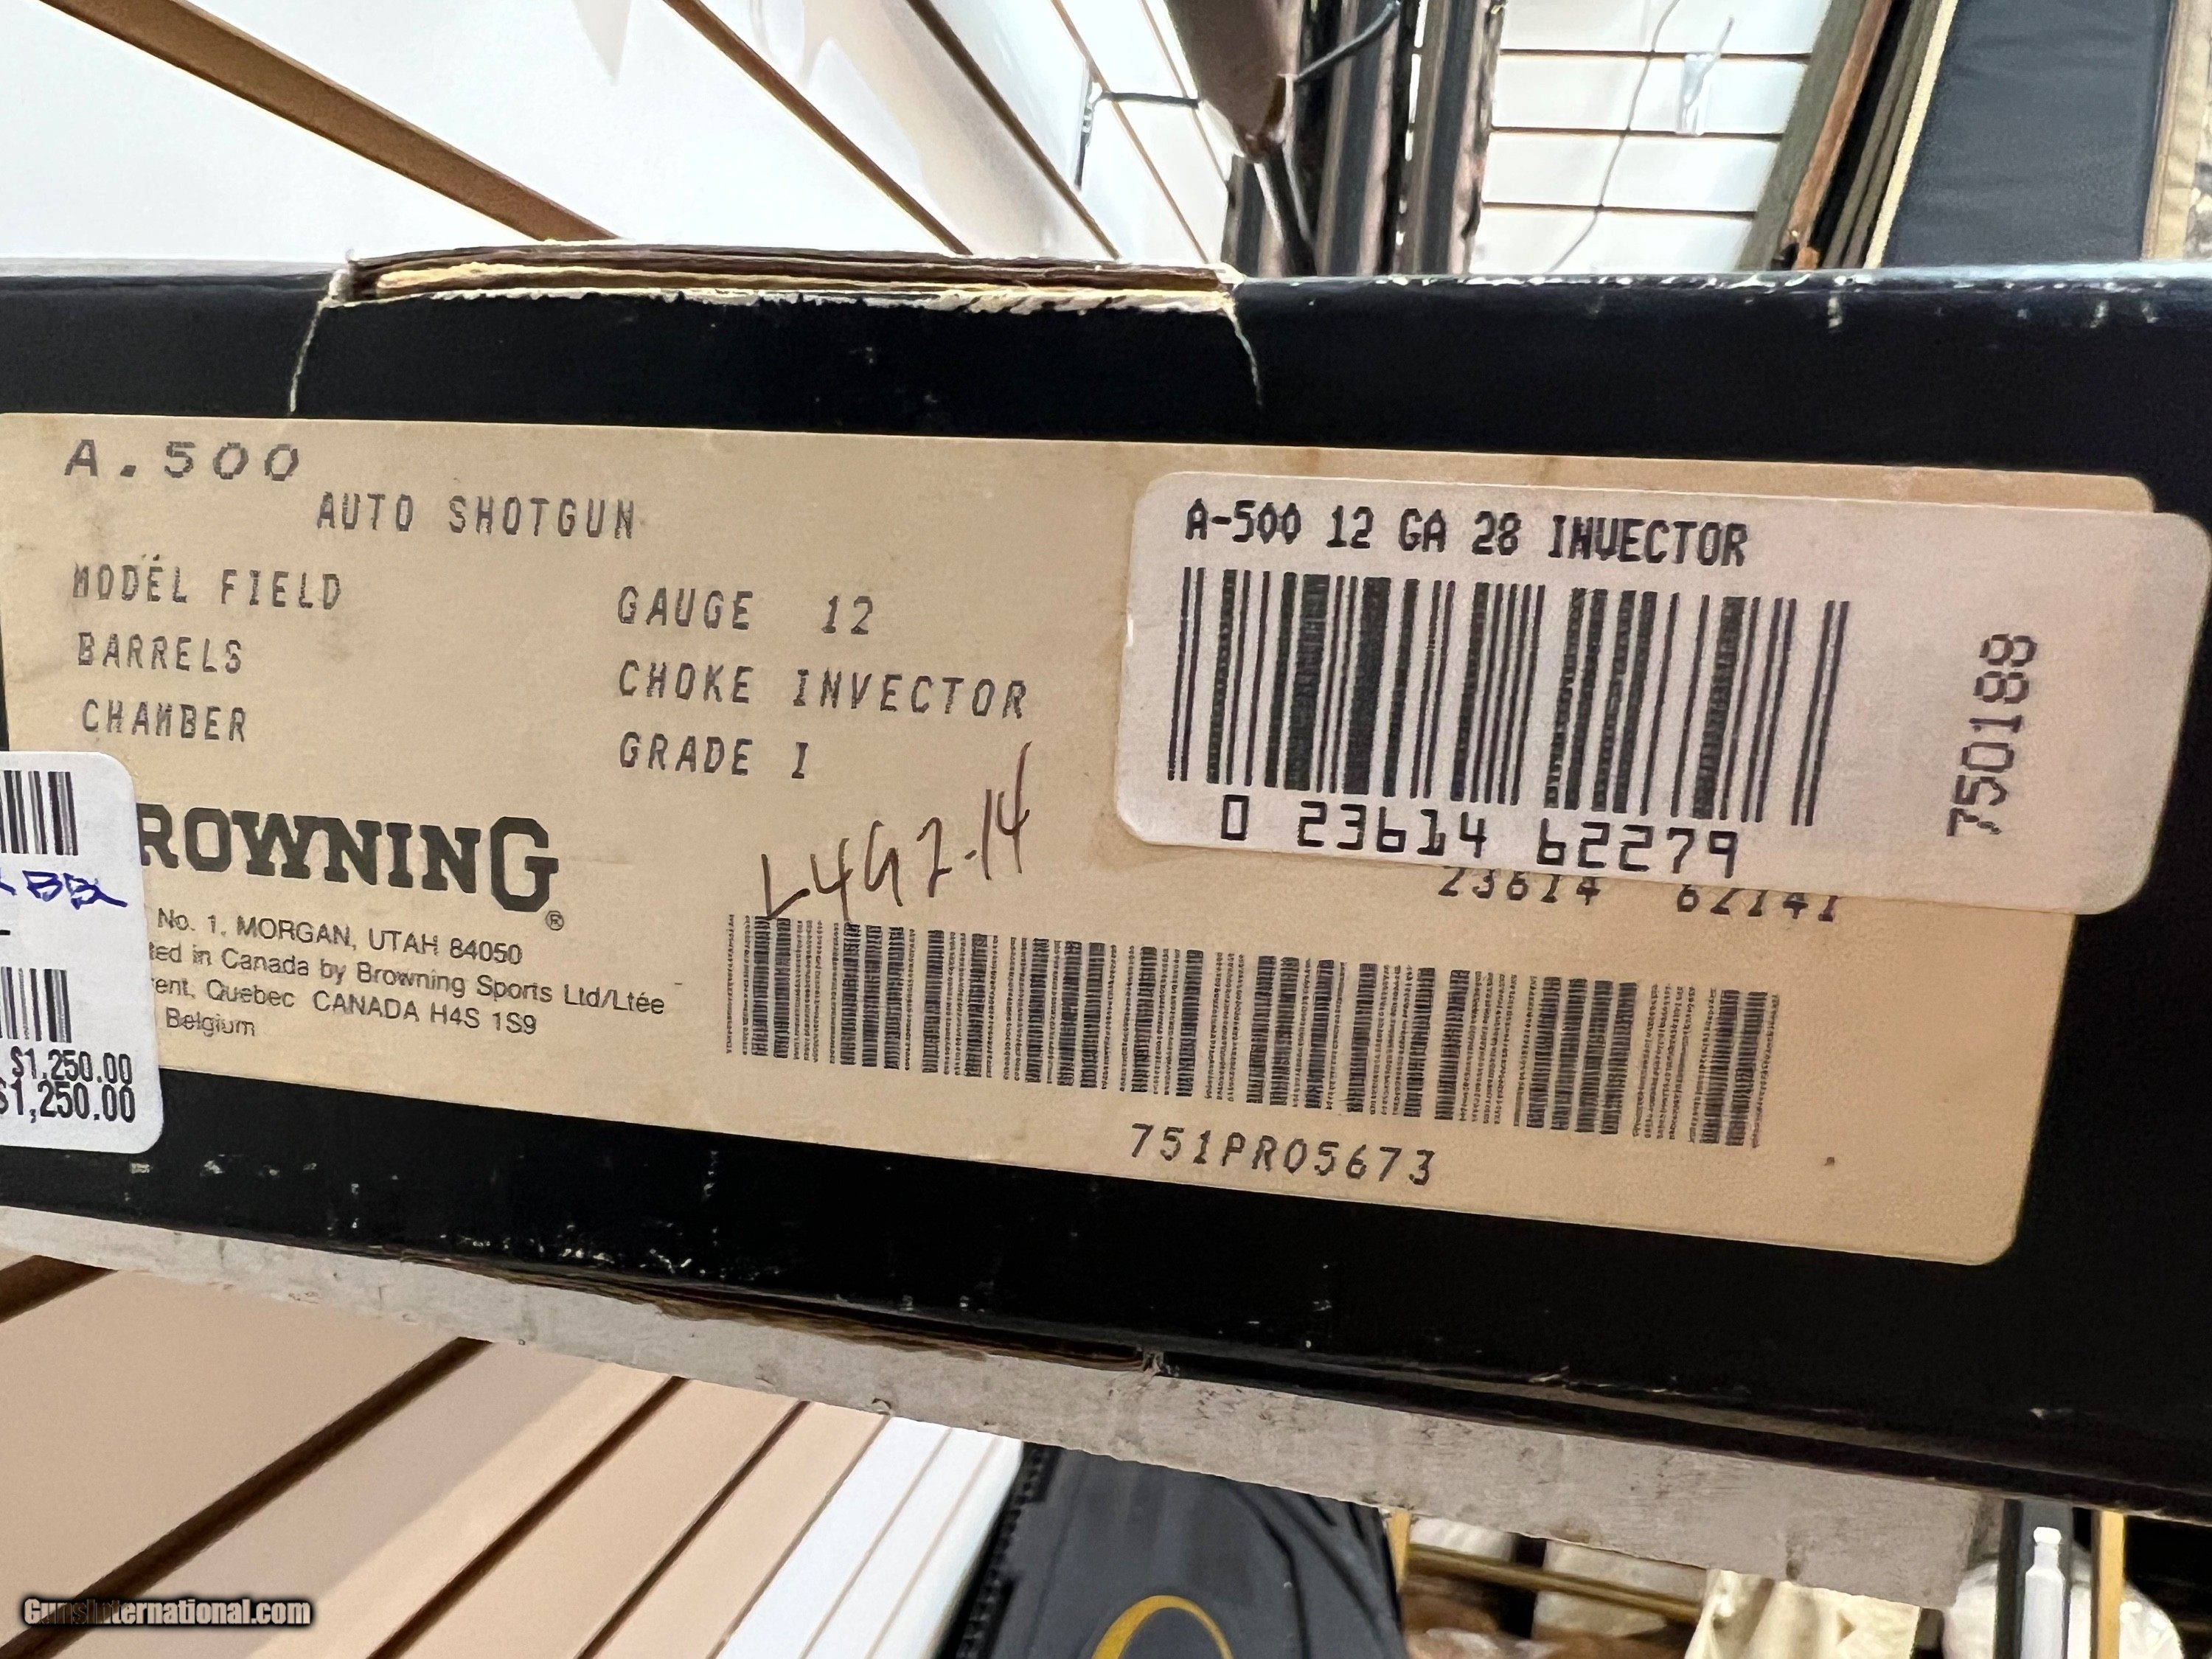 A.500
AUTO SHOTGUN
MODEL FIELD
BARRELS
CHAMBER
GAUGE 12
CHOKE INVECTOR
GRADE I
A-500 12 GA 28 INVECTOR
0 23614 62279
750188
23614 62141
ROWNING®
No. 1, MORGAN, UTAH 84050
ted in Canada by Browning Sports Ltd/Ltée
ent, Quebec CANADA H4S 1S9
Belgium
751PR05673
BBL
$1,250.00
$1,250.00
GunsInternational.com